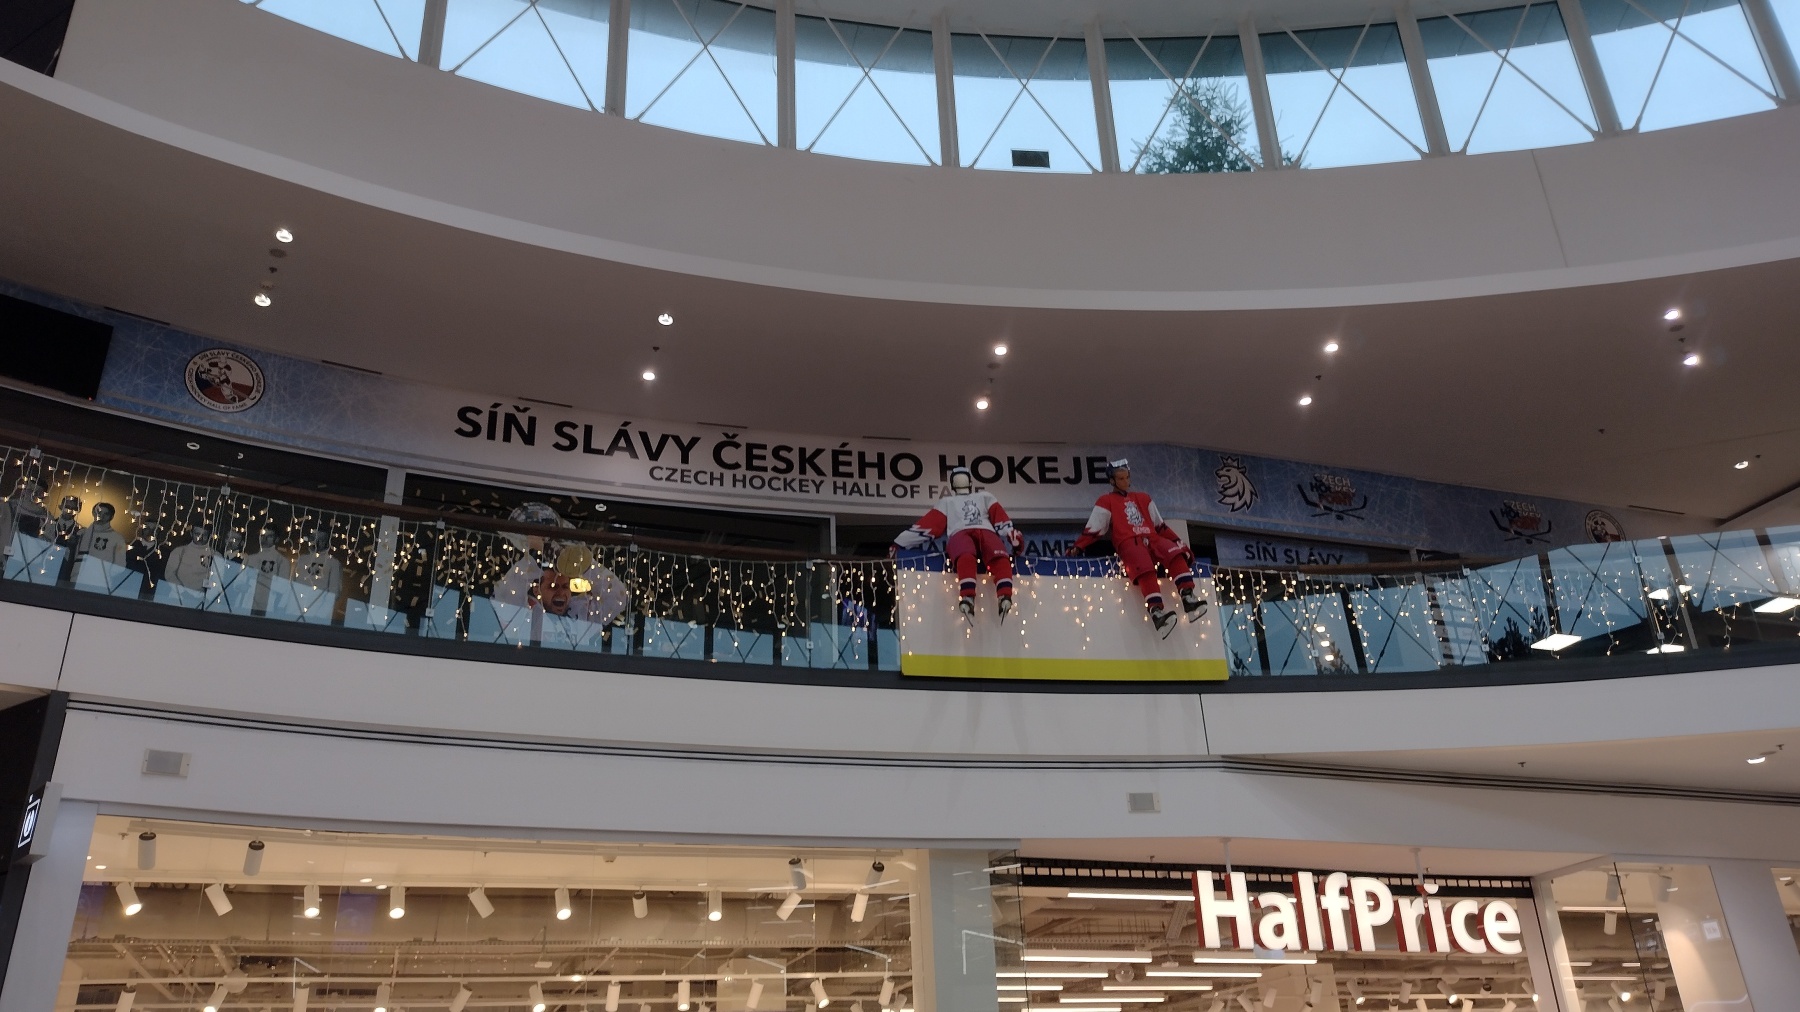 SÍŇ SLÁVY ČESKÉHO HOKEJE
CZECH HOCKEY HALL OF FAME
SÍŇ SLÁVY
HalfPrice